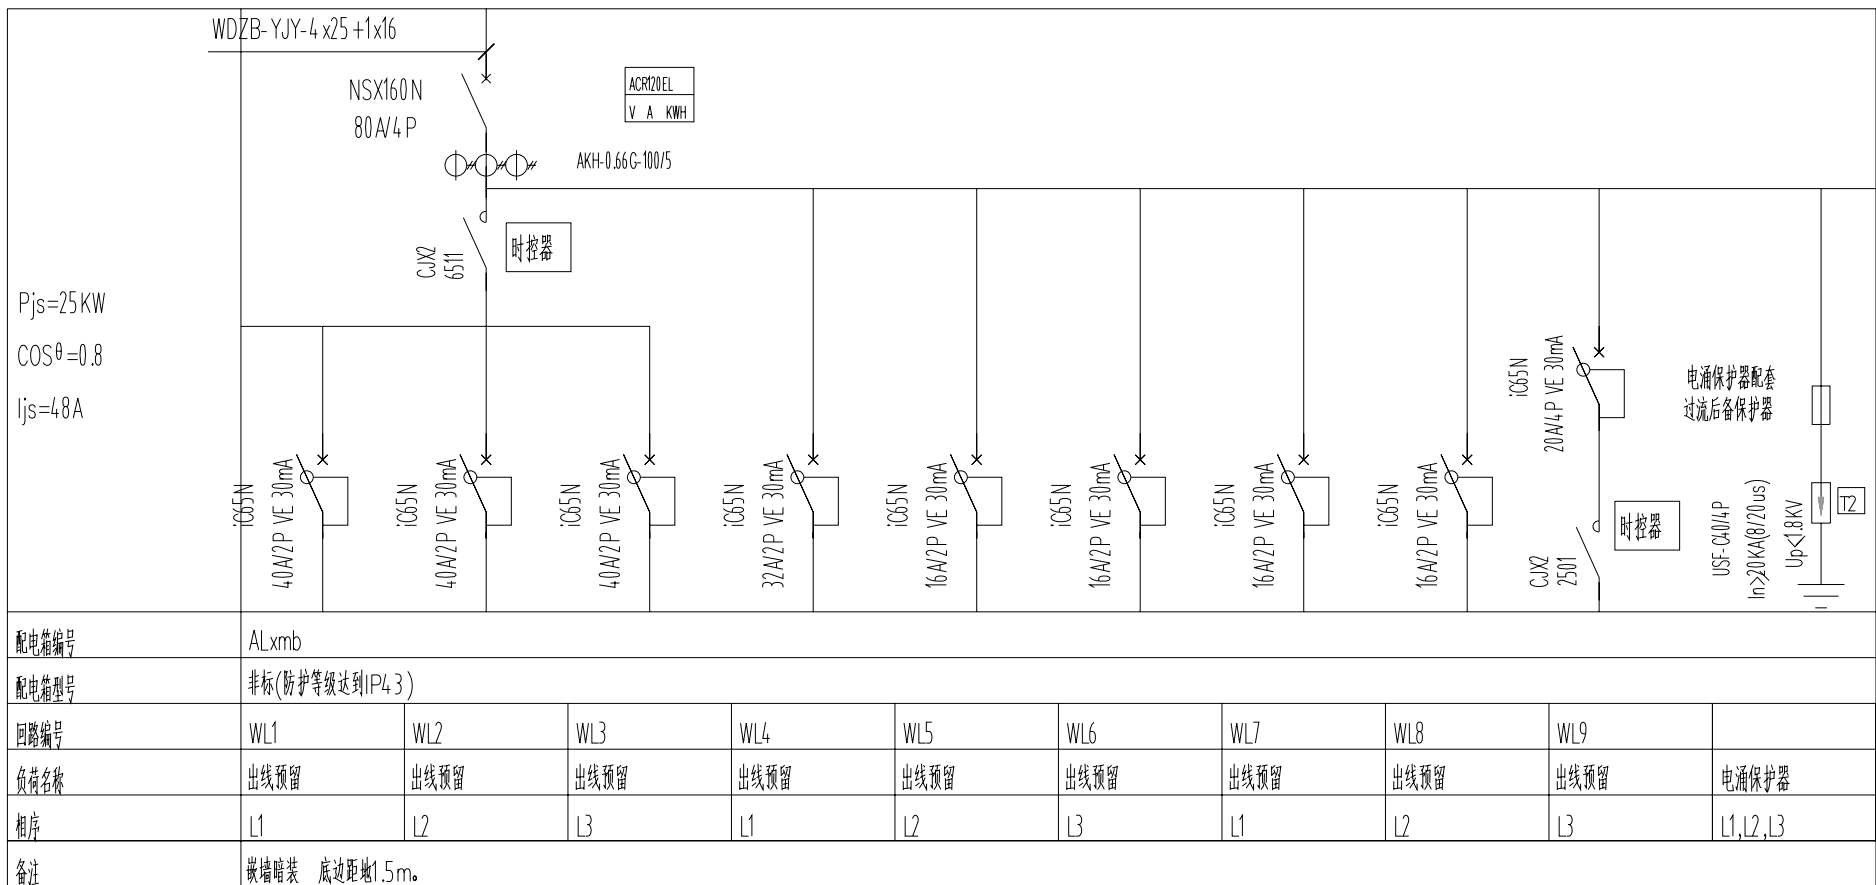 WDZB-YJY-4x25+1x16
NSX160N
80A/4P
ACR120EL
V A KWH
AKH-0.66G-100/5
CJX2
6511
时控器
Pjs=25KW
COSθ=0.8
Ijs=48A
iC65N
40A/2P VE 30mA
iC65N
40A/2P VE 30mA
iC65N
40A/2P VE 30mA
iC65N
32A/2P VE 30mA
iC65N
16A/2P VE 30mA
iC65N
16A/2P VE 30mA
iC65N
16A/2P VE 30mA
iC65N
16A/2P VE 30mA
iC65N
20A/4P VE 30mA
CJX2
2501
时控器
电涌保护器配套
过流后备保护器
USF-C40/4P
In>20KA(8/20us)
Up<1.8KV
T2
配电箱编号 ALxmb
配电箱型号 非标(防护等级达到IP43)
回路编号 WL1 WL2 WL3 WL4 WL5 WL6 WL7 WL8 WL9
负荷名称 出线预留 出线预留 出线预留 出线预留 出线预留 出线预留 出线预留 出线预留 出线预留 电涌保护器
相序 L1 L2 L3 L1 L2 L3 L1 L2 L3 L1,L2,L3
备注 嵌墙暗装 底边距地1.5m。